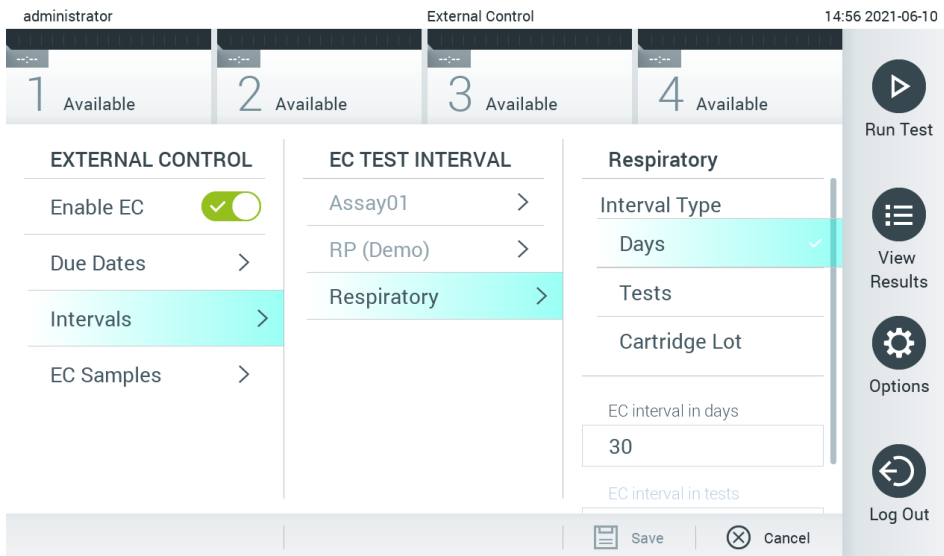 administrator External Control 14:56 2021-06-10
--:-- --:-- --:-- --:--
1 Available 2 Available 3 Available 4 Available
Run Test
EXTERNAL CONTROL
Enable EC
Due Dates
Intervals
EC Samples
EC TEST INTERVAL
Assay01
RP (Demo)
Respiratory
Respiratory
Interval Type
Days
Tests
Cartridge Lot
EC interval in days
30
EC interval in tests
View
Results
Options
Log Out
Save Cancel